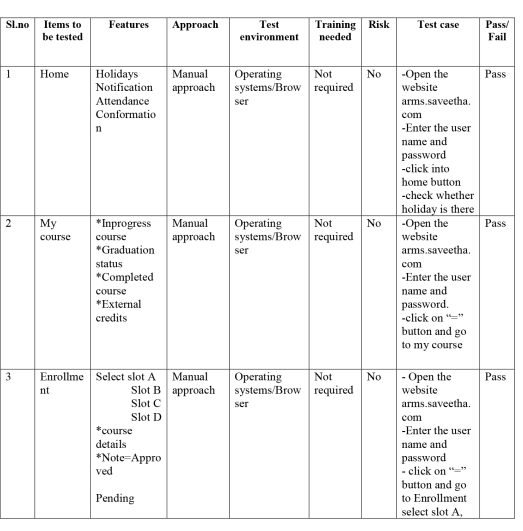 Sl.no Items to be tested Features Approach Test environment Training needed Risk Test case Pass/ Fail
1 Home Holidays Manual Operating Not No -Open the Pass
Notification approach systems/Brow required website
Attendance ser arms.saveetha.
Conformatio com
n -Enter the user
name and
password
-click into
home button
-check whether
holiday is there
2 My *Inprogress Manual Operating Not No -Open the Pass
course course approach systems/Brow required website
*Graduation ser arms.saveetha.
status com
*Completed -Enter the user
course name and
*External password.
credits -click on “=”
button and go
to my course
3 Enrollme Select slot A Manual Operating Not No - Open the Pass
nt Slot B approach systems/Brow required website
Slot C ser arms.saveetha.
Slot D com
*course -Enter the user
details name and
*Note=Appro password
ved - click on “=”
button and go
Pending to Enrollment
select slot A,